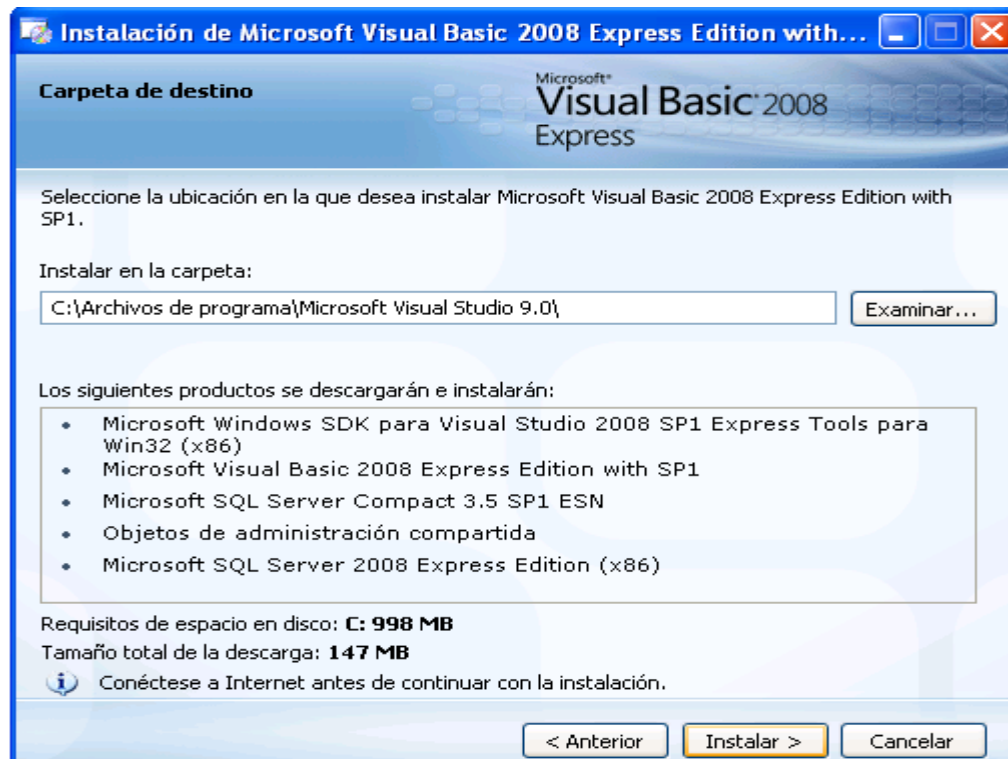 Instalación de Microsoft Visual Basic 2008 Express Edition with...
Carpeta de destino
Microsoft®
Visual Basic® 2008
Express
Seleccione la ubicación en la que desea instalar Microsoft Visual Basic 2008 Express Edition with
SP1.
Instalar en la carpeta:
C:\Archivos de programa\Microsoft Visual Studio 9.0\
Examinar...
Los siguientes productos se descargarán e instalarán:
• Microsoft Windows SDK para Visual Studio 2008 SP1 Express Tools para
Win32 (x86)
• Microsoft Visual Basic 2008 Express Edition with SP1
• Microsoft SQL Server Compact 3.5 SP1 ESN
• Objetos de administración compartida
• Microsoft SQL Server 2008 Express Edition (x86)
Requisitos de espacio en disco: C: 998 MB
Tamaño total de la descarga: 147 MB
Conéctese a Internet antes de continuar con la instalación.
< Anterior
Instalar >
Cancelar